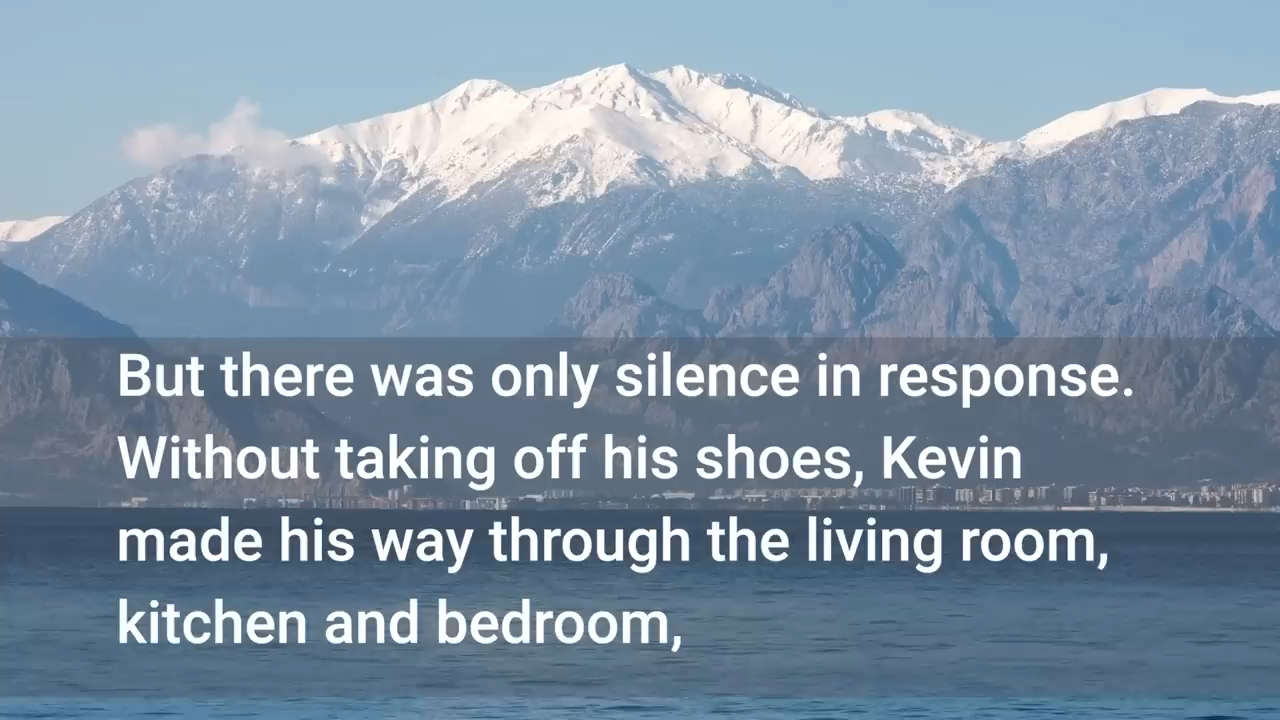 But there was only silence in response.
Without taking off his shoes, Kevin
made his way through the living room,
kitchen and bedroom,